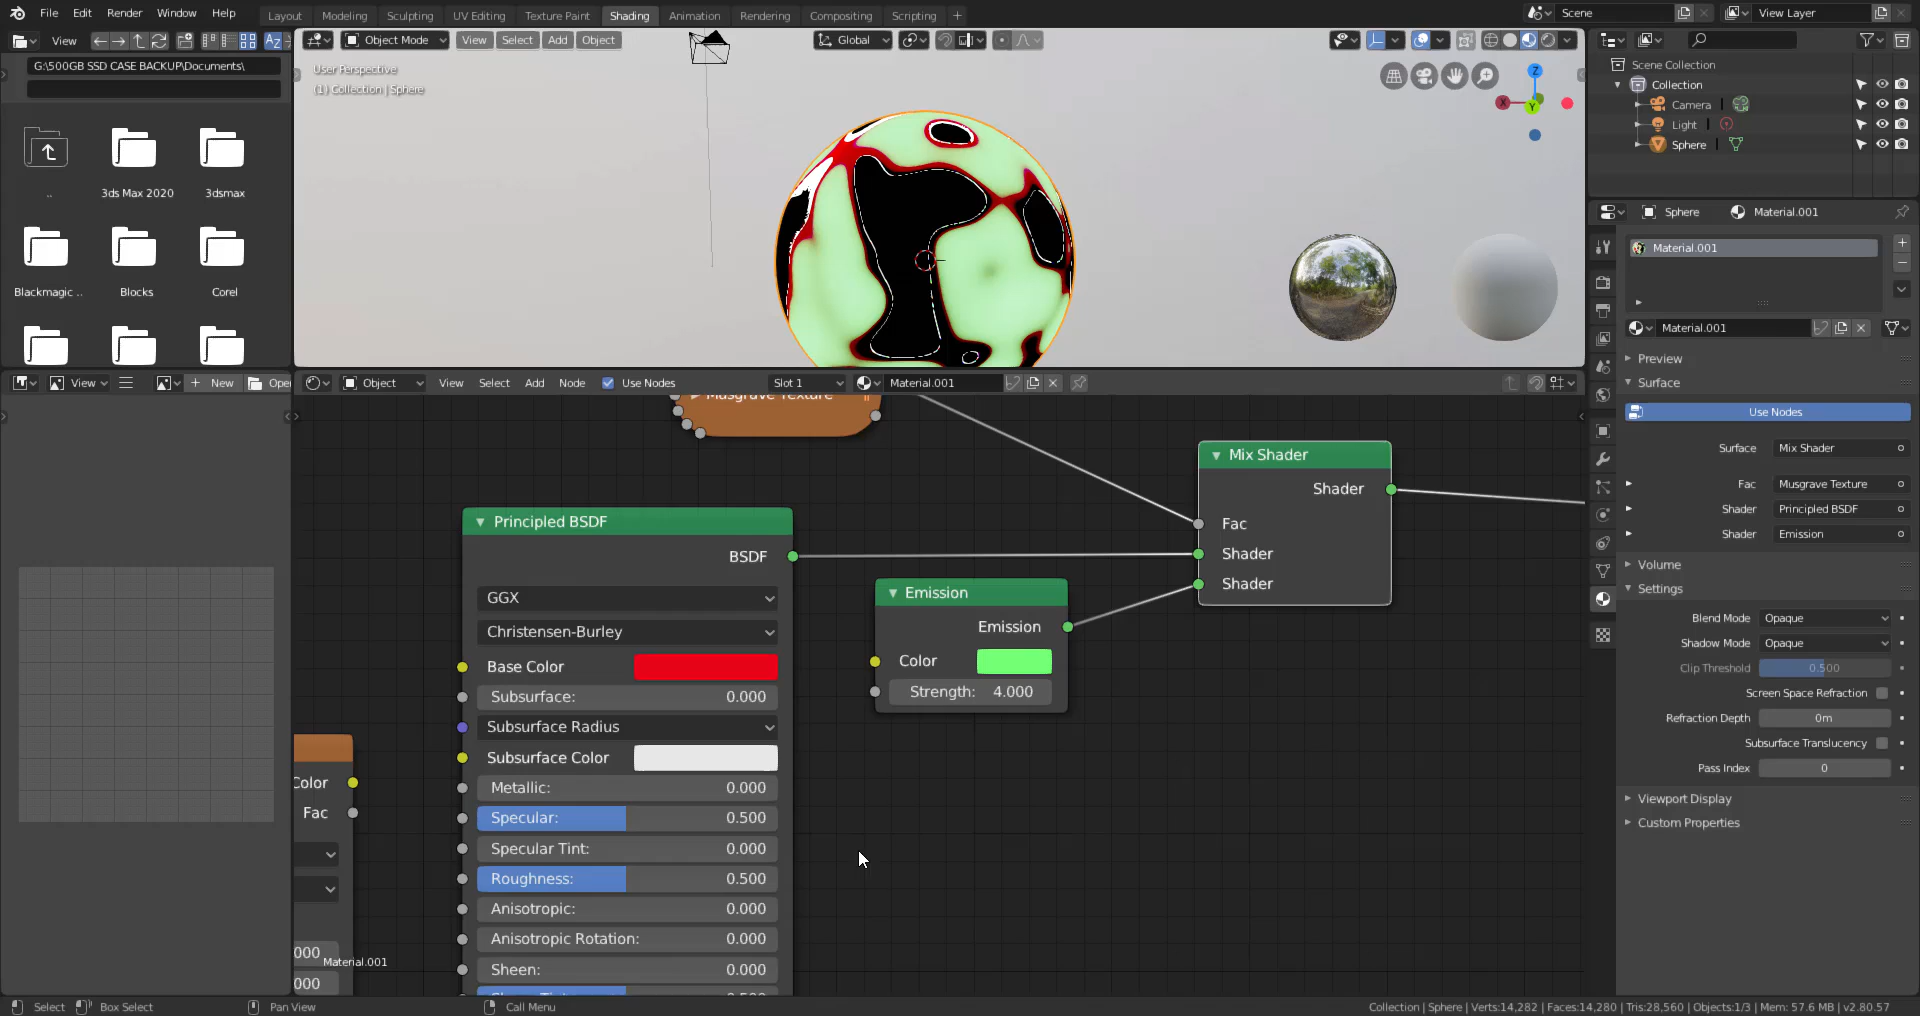 File Edit Render Window Help
Layout Modeling Sculpting UV Editing Texture Paint Shading Animation Rendering Compositing Scripting +
Scene
View Layer
View
Az
G:\500GB SSD CASE BACKUP\Documents\
..
3ds Max 2020
3dsmax
Blackmagic ..
Blocks
Corel
Object Mode View Select Add Object
Global
User Perspective
(1) Collection | Sphere
Z
X
Y
Scene Collection
Collection
Camera
Light
Sphere
Sphere Material.001
Material.001
Material.001
Preview
Surface
Use Nodes
Surface Mix Shader
Fac Musgrave Texture
Shader Principled BSDF
Shader Emission
Volume
Settings
Blend Mode Opaque
Shadow Mode Opaque
Clip Threshold 0.500
Screen Space Refraction
Refraction Depth 0m
Subsurface Translucency
Pass Index 0
Viewport Display
Custom Properties
View
New
Open
Object View Select Add Node Use Nodes Slot 1 Material.001
Musgrave Texture
Mix Shader
Shader
Fac
Shader
Shader
Principled BSDF
BSDF
GGX
Christensen-Burley
Base Color
Subsurface: 0.000
Subsurface Radius
Subsurface Color
Metallic: 0.000
Specular: 0.500
Specular Tint: 0.000
Roughness: 0.500
Anisotropic: 0.000
Anisotropic Rotation: 0.000
Sheen: 0.000
Emission
Emission
Color
Strength: 4.000
Color
Fac
000
000
Material.001
Select
Box Select
Pan View
Call Menu
Collection | Sphere | Verts:14,282 | Faces:14,280 | Tris:28,560 | Objects:1/3 | Mem: 57.6 MB | v2.80.57